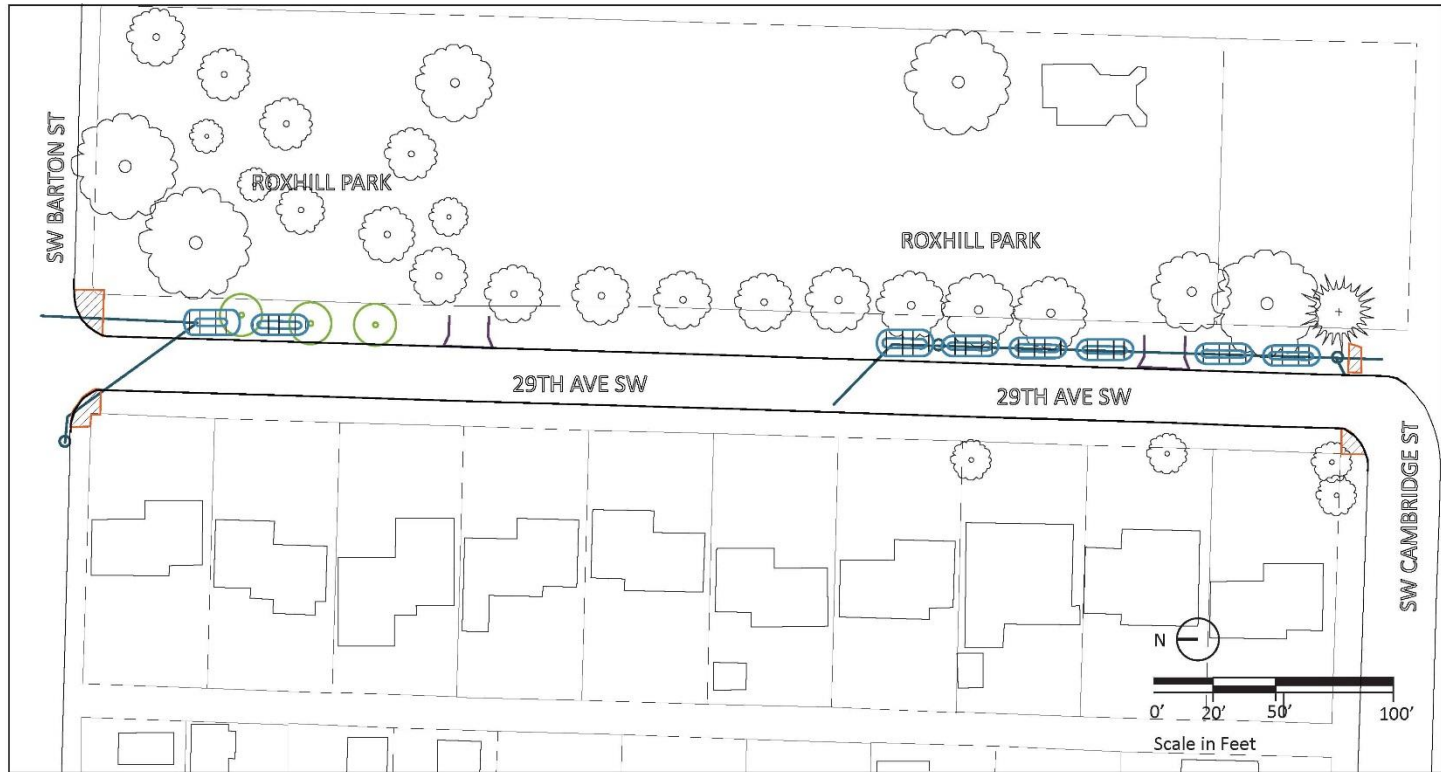 SW BARTON ST
ROXHILL PARK
ROXHILL PARK
29TH AVE SW
29TH AVE SW
SW CAMBRIDGE ST
N
0' 20' 50' 100'
Scale in Feet